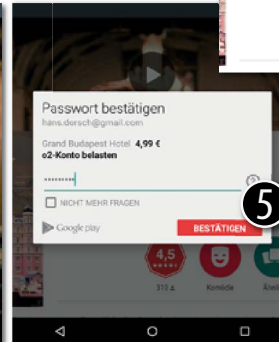 Passwort bestätigen
hans.dorsch@gmail.com
Grand Budapest Hotel 4,99 €
o2-Konto belasten
•••••••••
NICHT MEHR FRAGEN
Google play
BESTÄTIGEN
5
4,5
310
Komödie